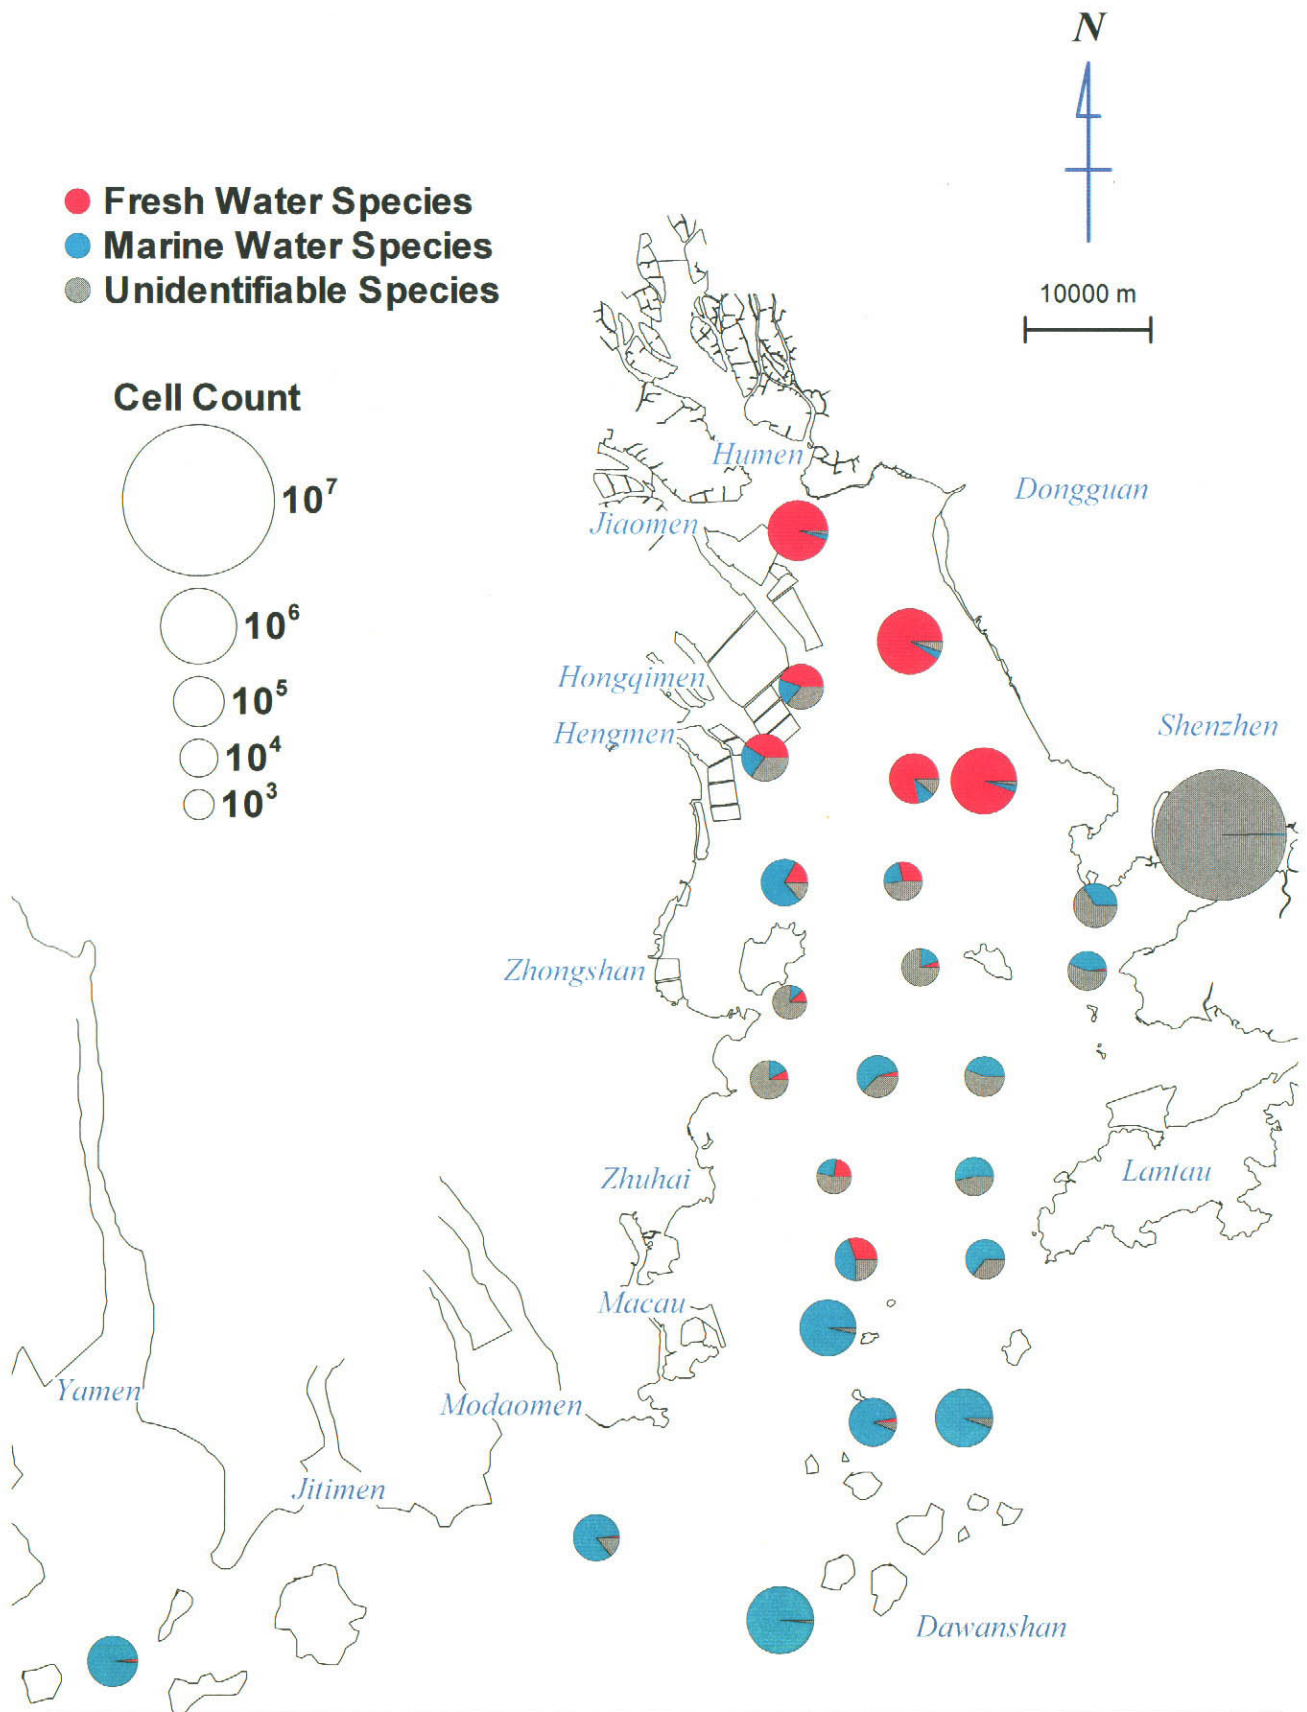 N
Fresh Water Species
Marine Water Species
Unidentifiable Species
10000 m
Cell Count
10⁷
10⁶
10⁵
10⁴
10³
Humen
Dongguan
Jiaomen
Hongqimen
Hengmen
Shenzhen
Zhongshan
Zhuhai
Lantau
Macau
Yamen
Modaomen
Jitimen
Dawanshan